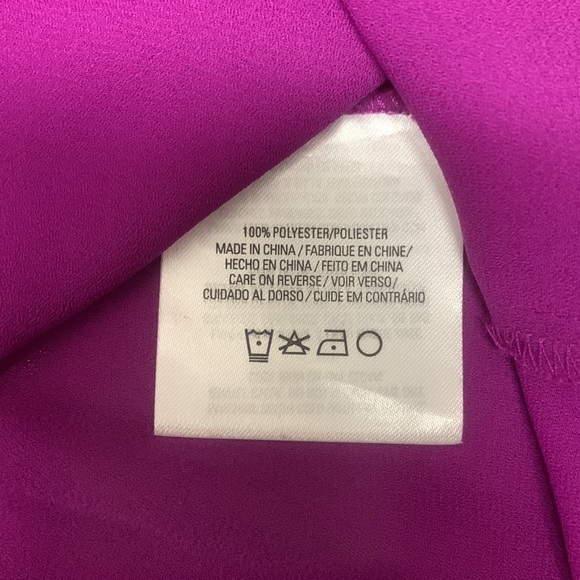 100% POLYESTER/POLIESTER
MADE IN CHINA / FABRIQUE EN CHINE/
HECHO EN CHINA / FEITO EM CHINA
CARE ON REVERSE / VOIR VERSO/
CUIDADO AL DORSO / CUIDE EM CONTRÁRIO